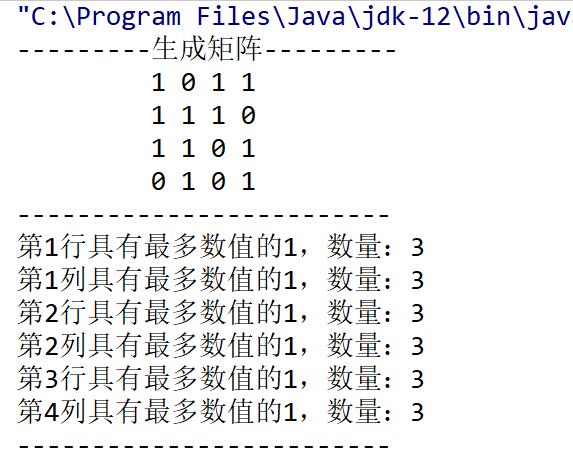 "C:\Program Files\Java\jdk-12\bin\jav
---------生成矩阵---------
1 0 1 1
1 1 1 0
1 1 0 1
0 1 0 1
--------------------------
第1行具有最多数值的1, 数量: 3
第1列具有最多数值的1, 数量: 3
第2行具有最多数值的1, 数量: 3
第2列具有最多数值的1, 数量: 3
第3行具有最多数值的1, 数量: 3
第4列具有最多数值的1, 数量: 3
--------------------------